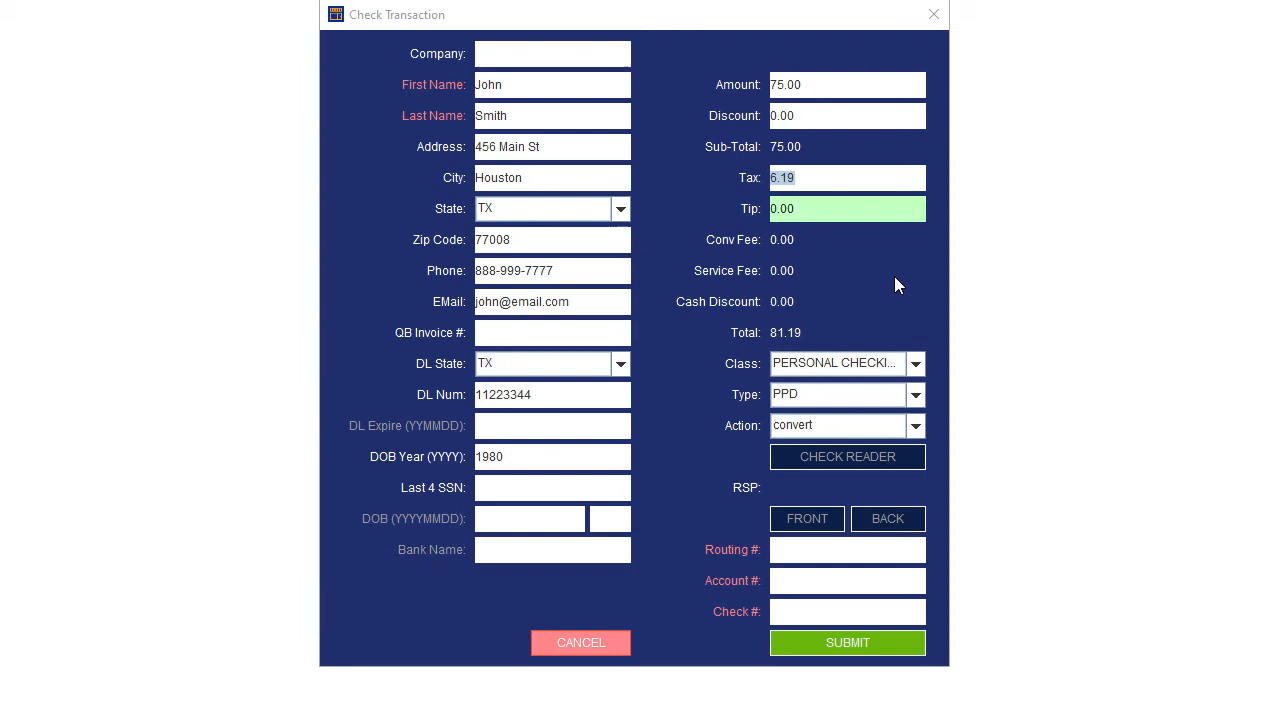 Check Transaction
Company:
First Name: John
Last Name: Smith
Address: 456 Main St
City: Houston
State: TX
Zip Code: 77008
Phone: 888-999-7777
EMail: john@email.com
QB Invoice #:
DL State: TX
DL Num: 11223344
DL Expire (YYMMDD):
DOB Year (YYYY): 1980
Last 4 SSN:
DOB (YYYYMMDD):
Bank Name:
CANCEL
Amount: 75.00
Discount: 0.00
Sub-Total: 75.00
Tax: 6.19
Tip: 0.00
Conv Fee: 0.00
Service Fee: 0.00
Cash Discount: 0.00
Total: 81.19
Class: PERSONAL CHECKI...
Type: PPD
Action: convert
CHECK READER
RSP:
FRONT BACK
Routing #:
Account #:
Check #:
SUBMIT